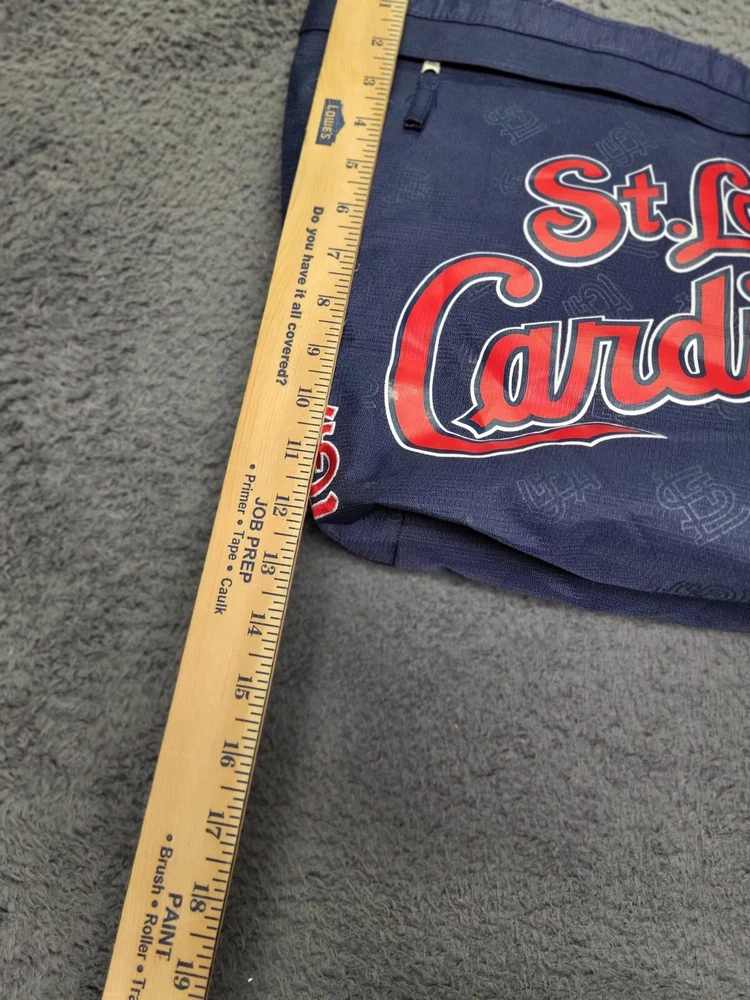 1
2
3
LOWE'S
4
5
6
Do you have it all covered?
7
8
9
10
11
12
JOB PREP
• Primer • Tape • Caulk
13
14
15
16
17
18
PAINT
• Brush • Roller •
19
St.
Cardi